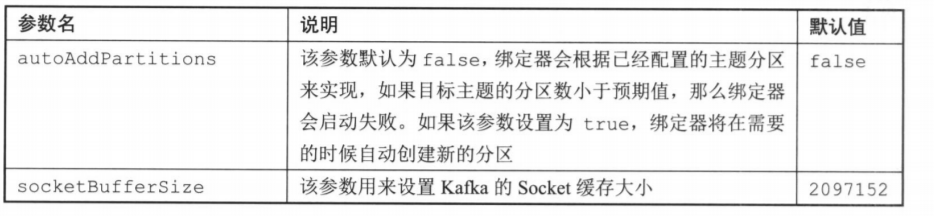 参数名 说明 默认值
autoAddPartitions 该参数默认为 false，绑定器会根据已经配置的主题分区 false
来实现，如果目标主题的分区数小于预期值，那么绑定器
会启动失败。如果该参数设置为 true，绑定器将在需要
的时候自动创建新的分区
socketBufferSize 该参数用来设置 Kafka 的 Socket 缓存大小 2097152